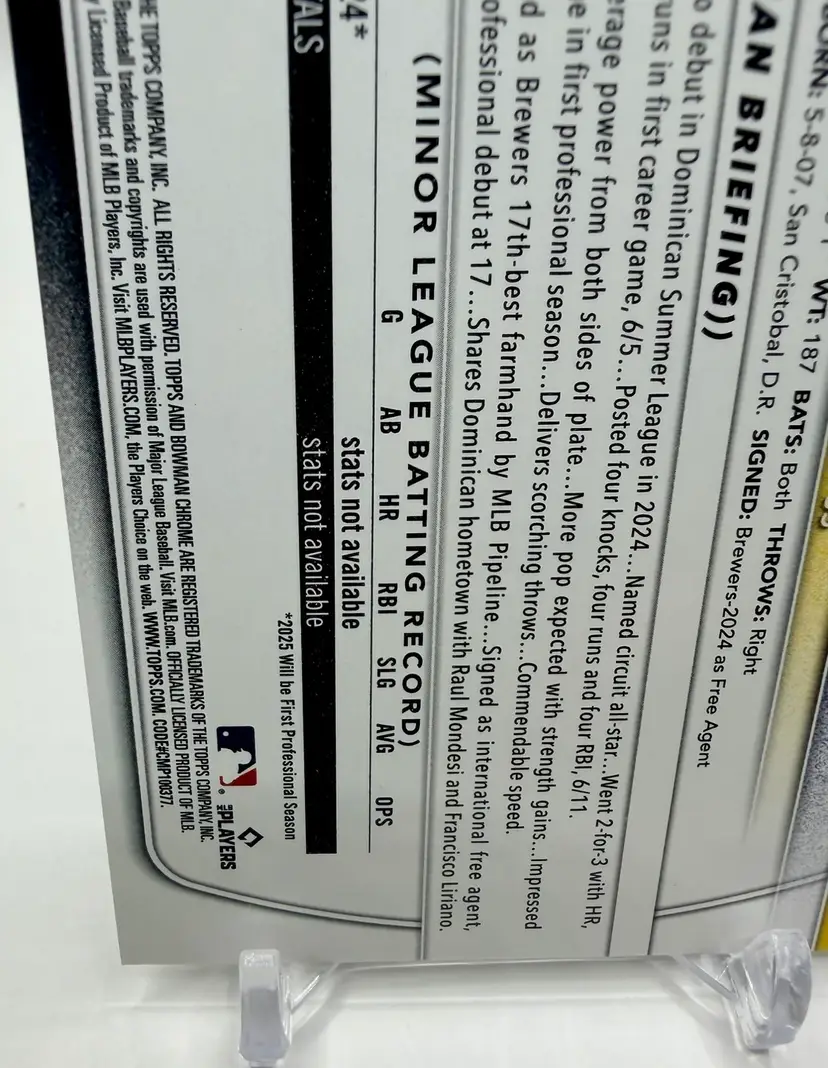 BORN: 5-8-07, San Cristobal, D.R. SIGNED: Brewers-2024 as Free Agent
WT: 187 BATS: Both THROWS: Right
AN BRIEFING))
o debut in Dominican Summer League in 2024...Named circuit all-star...Went 2-for-3 with HR,
runs in first career game, 6/5...Posted four knocks, four runs and four RBI, 6/11.
erage power from both sides of plate...More pop expected with strength gains...Impressed
e in first professional season...Delivers scorching throws...Commendable speed.
d as Brewers 17th-best farmhand by MLB Pipeline...Signed as international free agent,
ofessional debut at 17...Shares Dominican hometown with Raul Mondesi and Francisco Liriano.
(MINOR LEAGUE BATTING RECORD)
G AB HR RBI SLG AVG OPS
24* stats not available
ALS stats not available
*2025 Will be First Professional Season
PLAYERS
THE TOPPS COMPANY, INC. ALL RIGHTS RESERVED. TOPPS AND BOWMAN CHROME ARE REGISTERED TRADEMARKS OF THE TOPPS COMPANY, INC.
Baseball trademarks and copyrights are used with permission of Major League Baseball. Visit MLB.com. OFFICIALLY LICENSED PRODUCT OF MLB
y Licensed Product of MLB Players, Inc. Visit MLBPLAYERS.COM, the Players Choice on the web. WWW.TOPPS.COM. CODE#CMP100377.